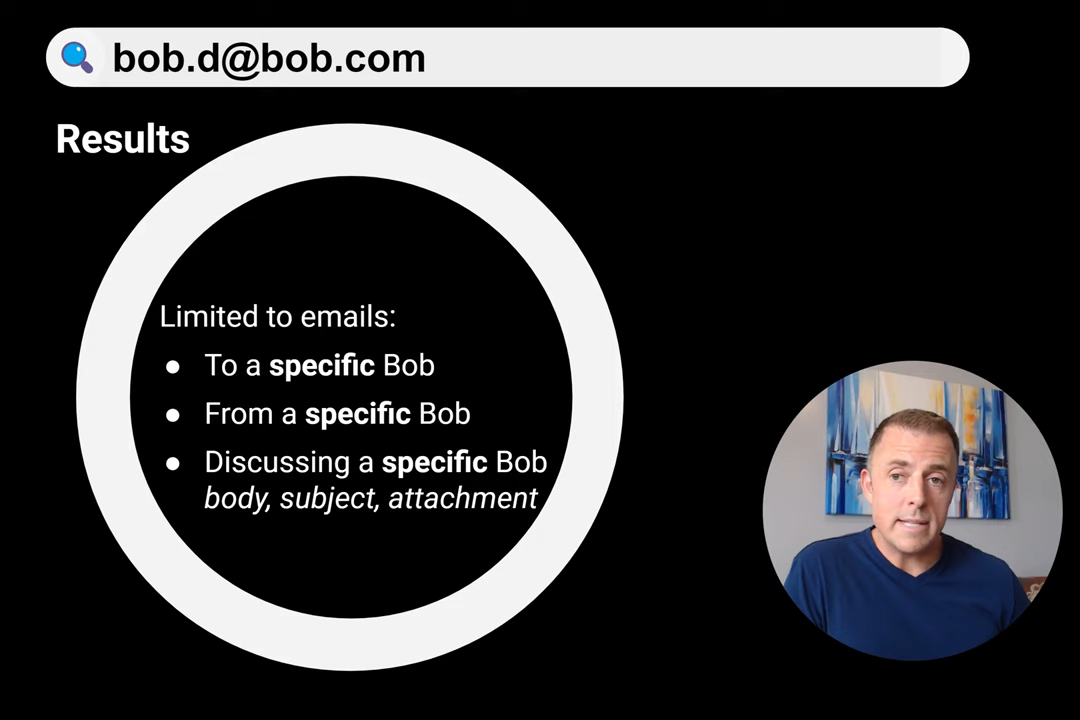 bob.d@bob.com
Results
Limited to emails:
● To a specific Bob
● From a specific Bob
● Discussing a specific Bob
body, subject, attachment